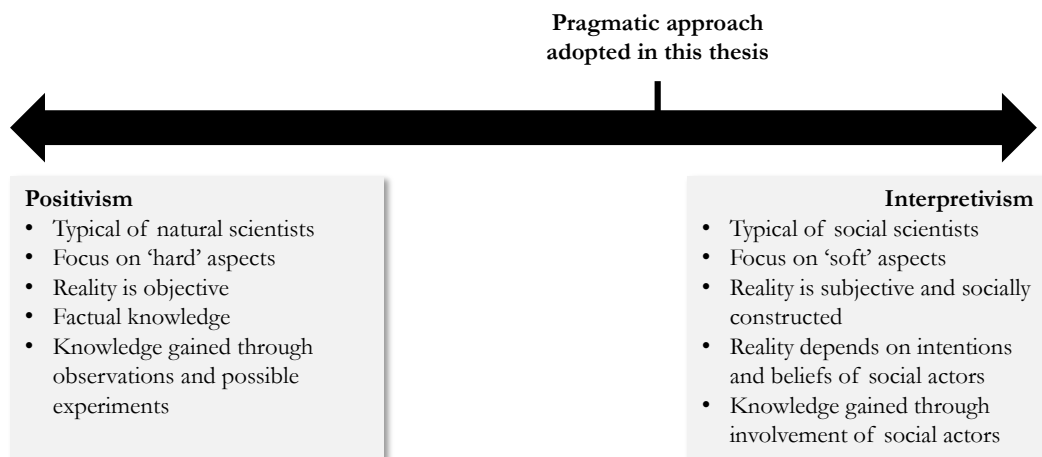 Pragmatic approach
adopted in this thesis
Positivism
• Typical of natural scientists
• Focus on ‘hard’ aspects
• Reality is objective
• Factual knowledge
• Knowledge gained through
observations and possible
experiments
Interpretivism
• Typical of social scientists
• Focus on ‘soft’ aspects
• Reality is subjective and socially
constructed
• Reality depends on intentions
and beliefs of social actors
• Knowledge gained through
involvement of social actors